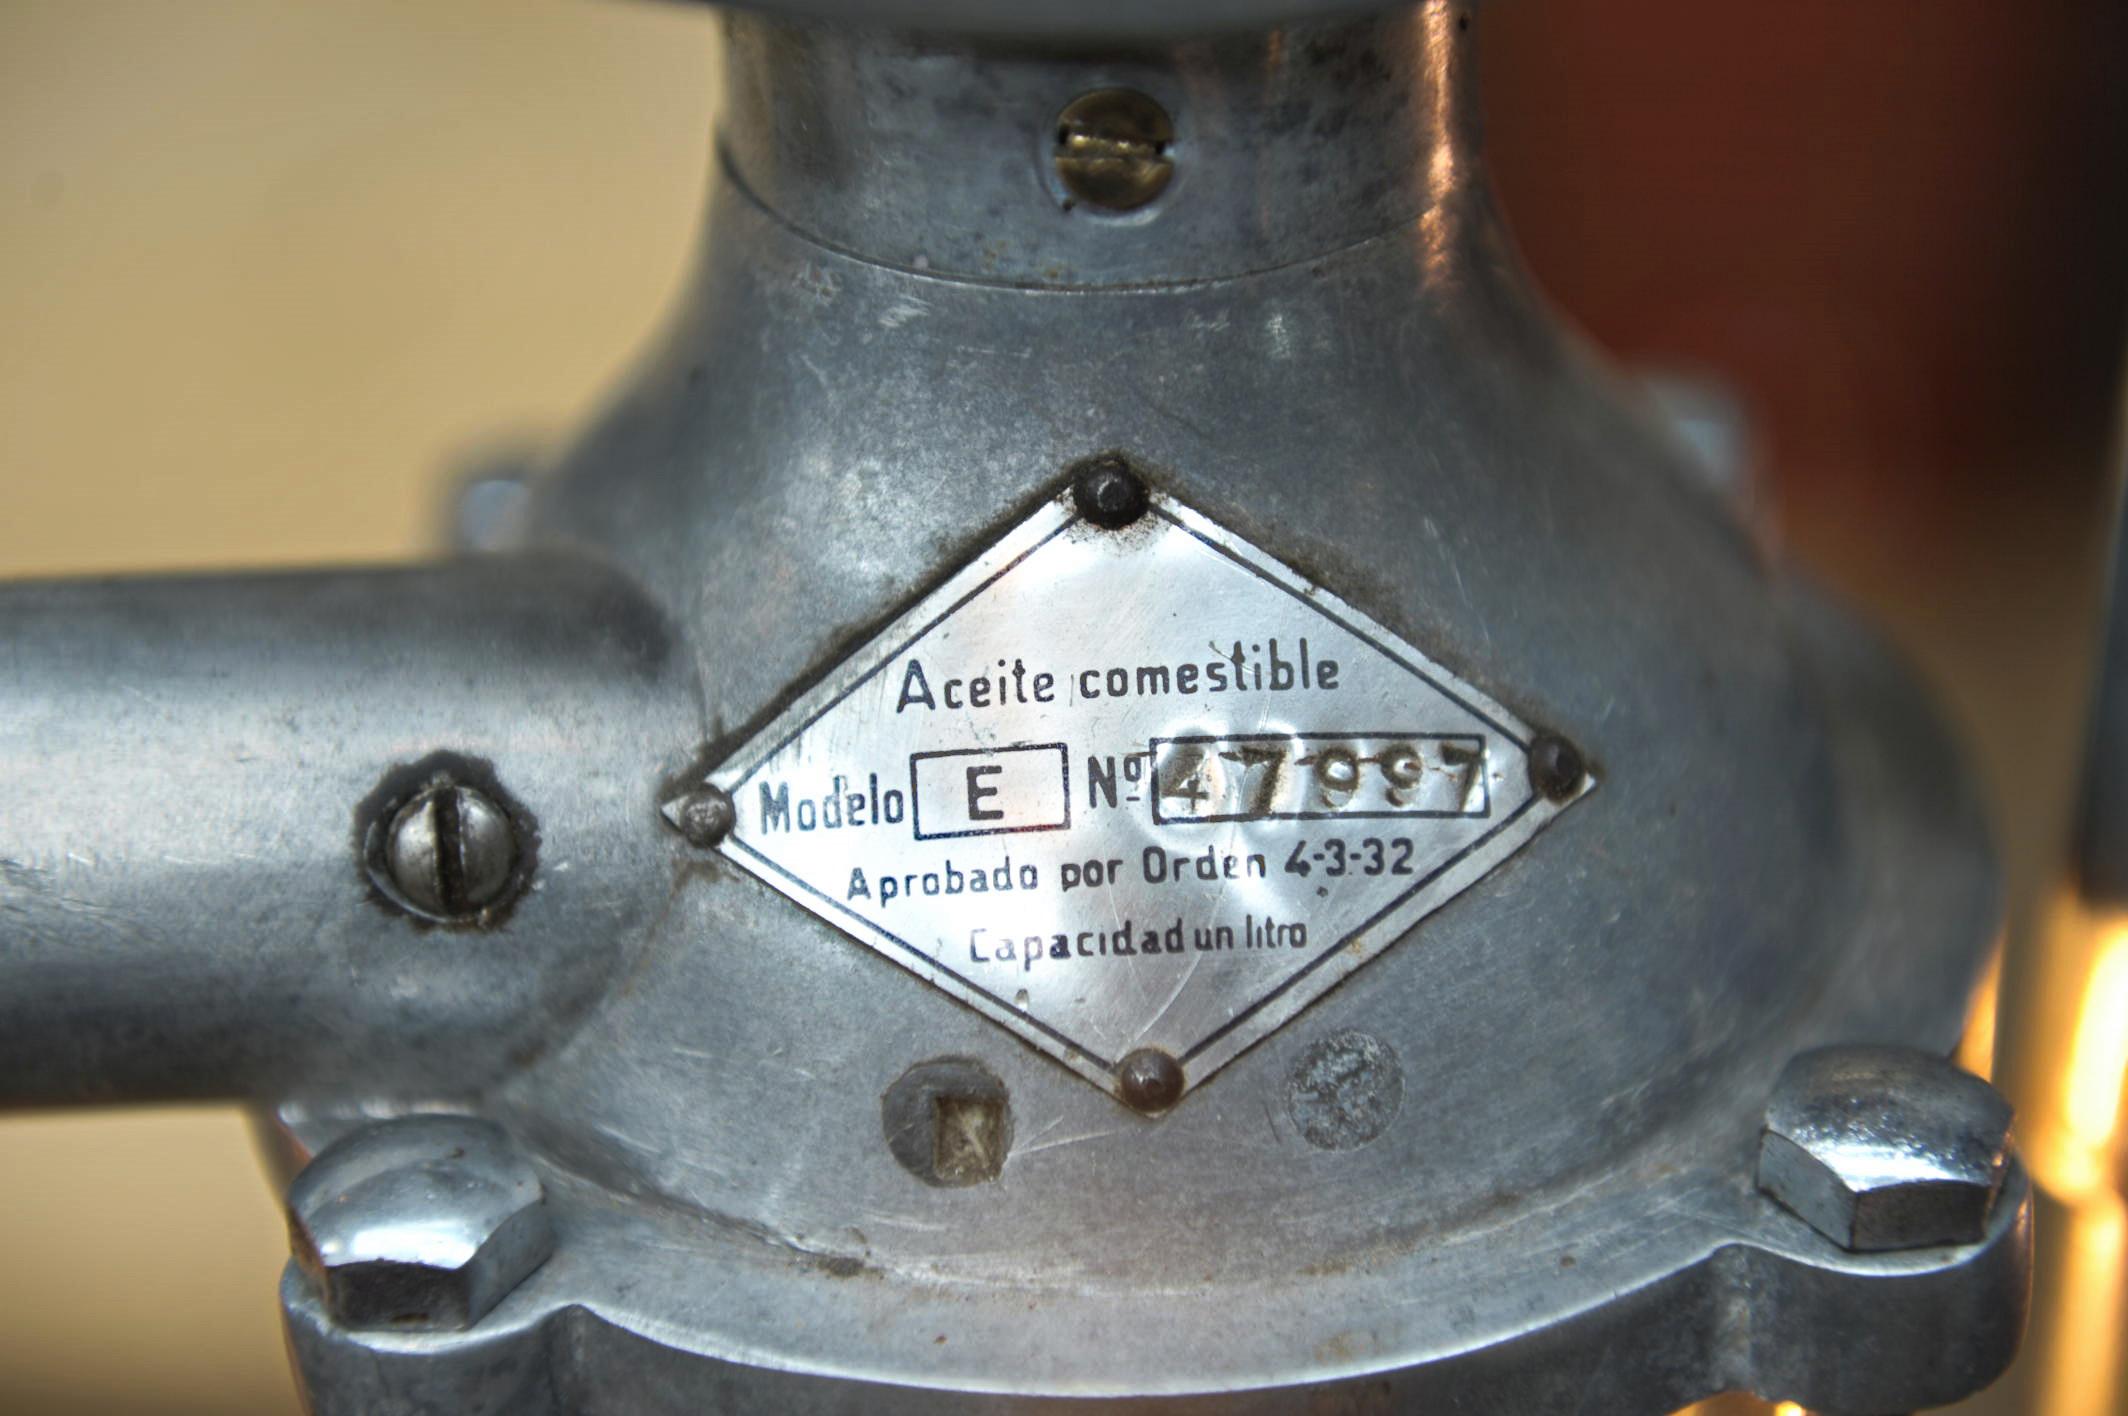 Aceite comestible
Modelo E Nº 47997
Aprobado por Orden 4-3-32
Capacidad un litro